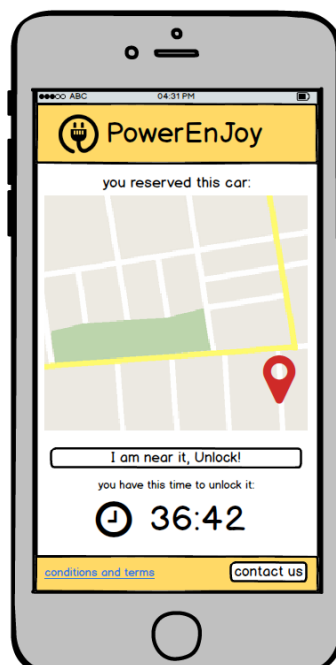 ABC 04:31 PM
PowerEnJoy
you reserved this car:
I am near it, Unlock!
you have this time to unlock it:
36:42
conditions and terms contact us